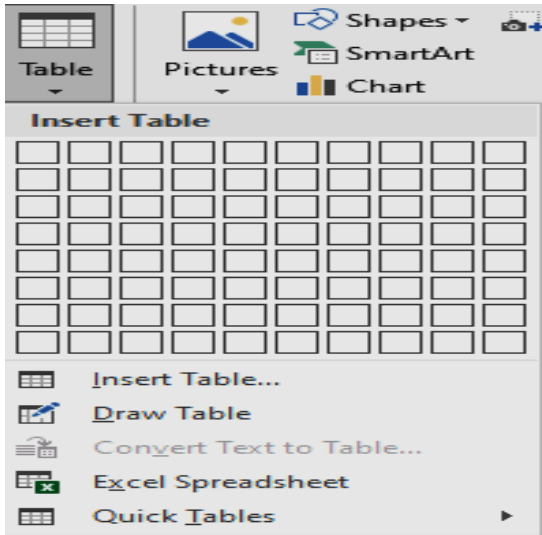 Table
Pictures
Shapes
SmartArt
Chart
Insert Table
Insert Table...
Draw Table
Convert Text to Table...
Excel Spreadsheet
Quick Tables